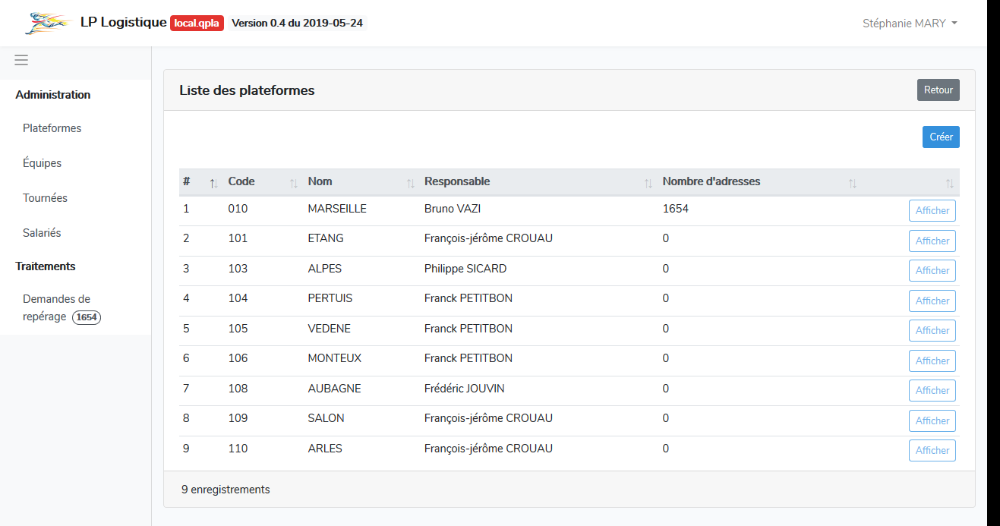 LP Logistique local.qpla Version 0.4 du 2019-05-24 Stéphanie MARY
Administration
Plateformes
Équipes
Tournées
Salariés
Traitements
Demandes de
repérage 1654
Liste des plateformes Retour
Créer
# Code Nom Responsable Nombre d'adresses
1 010 MARSEILLE Bruno VAZI 1654 Afficher
2 101 ETANG François-jérôme CROUAU 0 Afficher
3 103 ALPES Philippe SICARD 0 Afficher
4 104 PERTUIS Franck PETITBON 0 Afficher
5 105 VEDENE Franck PETITBON 0 Afficher
6 106 MONTEUX Franck PETITBON 0 Afficher
7 108 AUBAGNE Frédéric JOUVIN 0 Afficher
8 109 SALON François-jérôme CROUAU 0 Afficher
9 110 ARLES François-jérôme CROUAU 0 Afficher
9 enregistrements